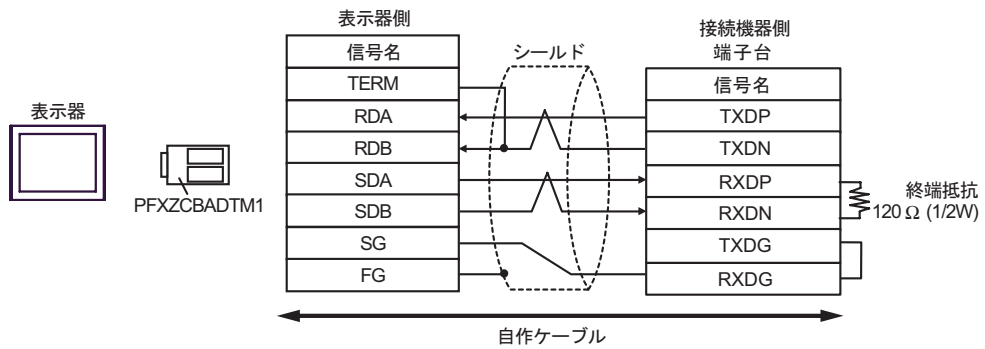 表示器
PFXZCBADTM1
表示器側
信号名
TERM
RDA
RDB
SDA
SDB
SG
FG
シールド
接続機器側
端子台
信号名
TXDP
TXDN
RXDP
RXDN
TXDG
RXDG
終端抵抗
120 Ω (1/2W)
自作ケーブル